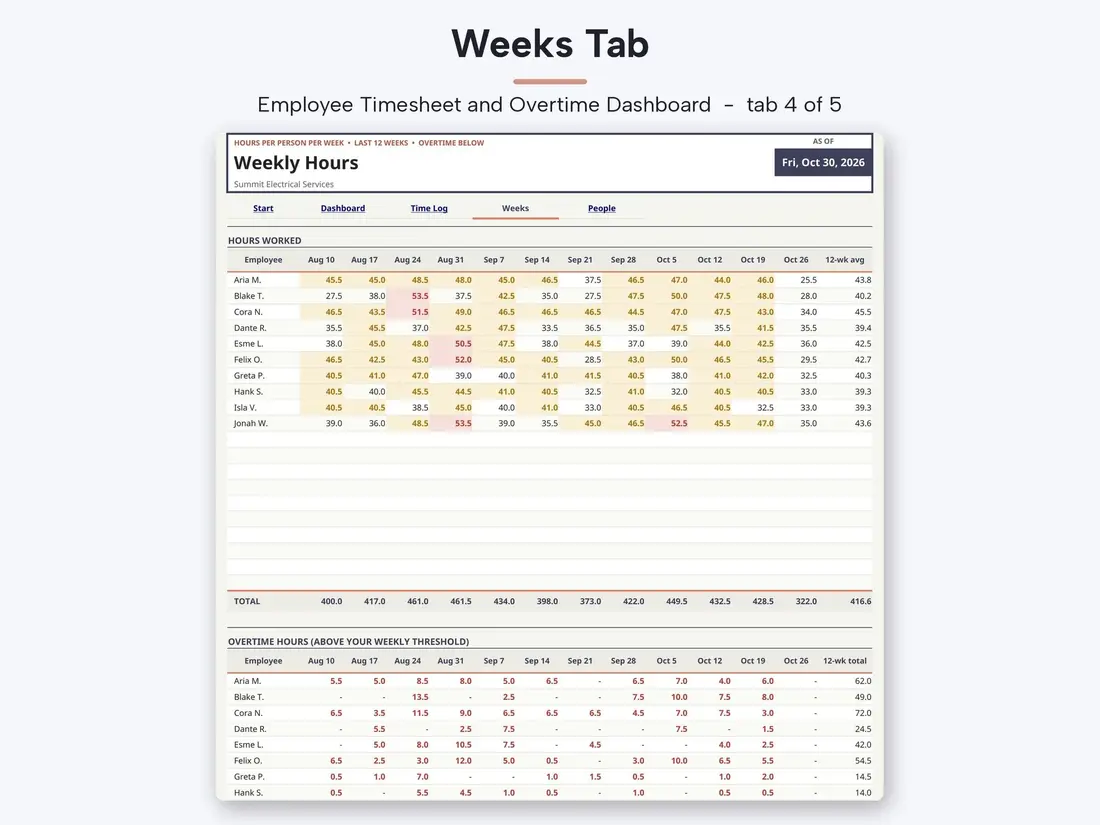 Weeks Tab
Employee Timesheet and Overtime Dashboard - tab 4 of 5
HOURS PER PERSON PER WEEK • LAST 12 WEEKS • OVERTIME BELOW
AS OF
Weekly Hours
Fri, Oct 30, 2026
Summit Electrical Services
Start Dashboard Time Log Weeks People
HOURS WORKED
Employee Aug 10 Aug 17 Aug 24 Aug 31 Sep 7 Sep 14 Sep 21 Sep 28 Oct 5 Oct 12 Oct 19 Oct 26 12-wk avg
Aria M. 45.5 45.0 48.5 48.0 45.0 46.5 37.5 46.5 47.0 44.0 46.0 25.5 43.8
Blake T. 27.5 38.0 53.5 37.5 42.5 35.0 27.5 47.5 50.0 47.5 48.0 28.0 40.2
Cora N. 46.5 43.5 51.5 49.0 46.5 46.5 46.5 44.5 47.0 47.5 43.0 34.0 45.5
Dante R. 35.5 45.5 37.0 42.5 47.5 33.5 36.5 35.0 47.5 35.5 41.5 35.5 39.4
Esme L. 38.0 45.0 48.0 50.5 47.5 38.0 44.5 37.0 39.0 44.0 42.5 36.0 42.5
Felix O. 46.5 42.5 43.0 52.0 45.0 40.5 28.5 43.0 50.0 46.5 45.5 29.5 42.7
Greta P. 40.5 41.0 47.0 39.0 40.0 41.0 41.5 40.5 38.0 41.0 42.0 32.5 40.3
Hank S. 40.5 40.0 45.5 44.5 41.0 40.5 32.5 41.0 32.0 40.5 40.5 33.0 39.3
Isla V. 40.5 40.5 38.5 45.0 40.0 41.0 33.0 40.5 46.5 40.5 32.5 33.0 39.3
Jonah W. 39.0 36.0 48.5 53.5 39.0 35.5 45.0 46.5 52.5 45.5 47.0 35.0 43.6
TOTAL 400.0 417.0 461.0 461.5 434.0 398.0 373.0 422.0 449.5 432.5 428.5 322.0 416.6
OVERTIME HOURS (ABOVE YOUR WEEKLY THRESHOLD)
Employee Aug 10 Aug 17 Aug 24 Aug 31 Sep 7 Sep 14 Sep 21 Sep 28 Oct 5 Oct 12 Oct 19 Oct 26 12-wk total
Aria M. 5.5 5.0 8.5 8.0 5.0 6.5 - 6.5 7.0 4.0 6.0 - 62.0
Blake T. - - 13.5 - 2.5 - - 7.5 10.0 7.5 8.0 - 49.0
Cora N. 6.5 3.5 11.5 9.0 6.5 6.5 6.5 4.5 7.0 7.5 3.0 - 72.0
Dante R. - 5.5 - 2.5 7.5 - - - 7.5 - 1.5 - 24.5
Esme L. - 5.0 8.0 10.5 7.5 - 4.5 - - 4.0 2.5 - 42.0
Felix O. 6.5 2.5 3.0 12.0 5.0 0.5 - 3.0 10.0 6.5 5.5 - 54.5
Greta P. 0.5 1.0 7.0 - - 1.0 1.5 0.5 - 1.0 2.0 - 14.5
Hank S. 0.5 - 5.5 4.5 1.0 0.5 - 1.0 - 0.5 0.5 - 14.0